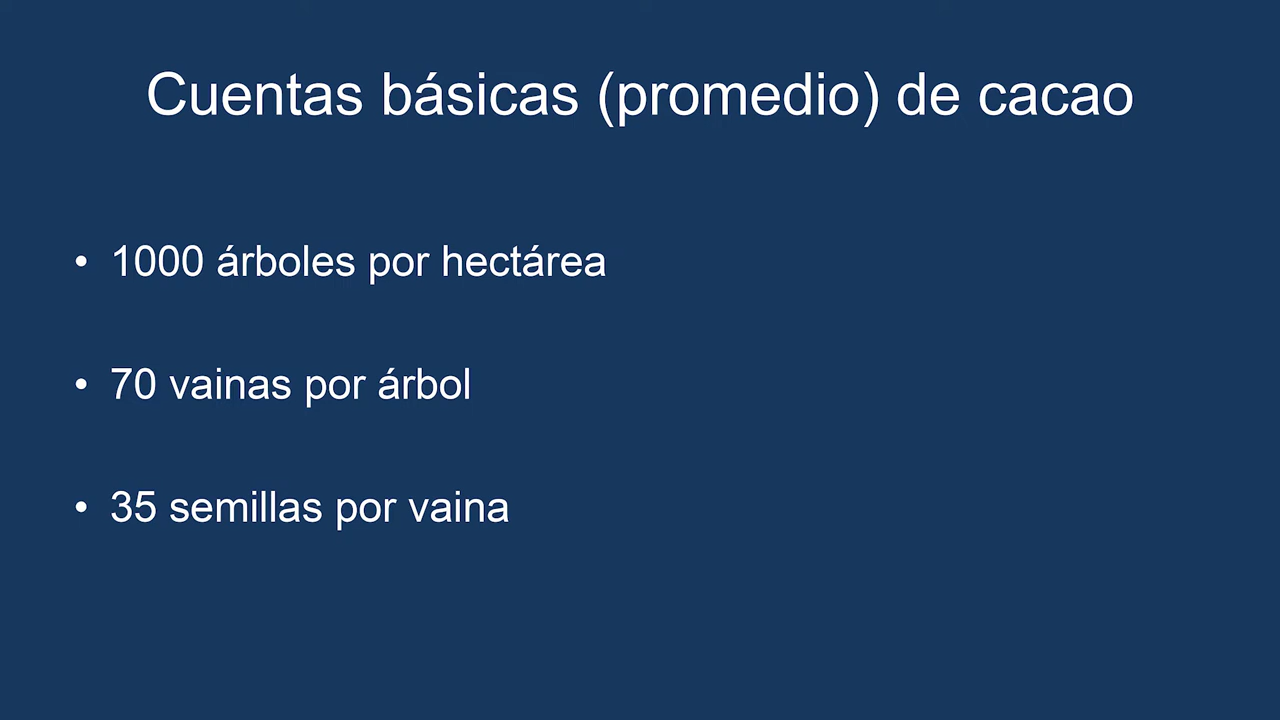 Cuentas básicas (promedio) de cacao
• 1000 árboles por hectárea
• 70 vainas por árbol
• 35 semillas por vaina